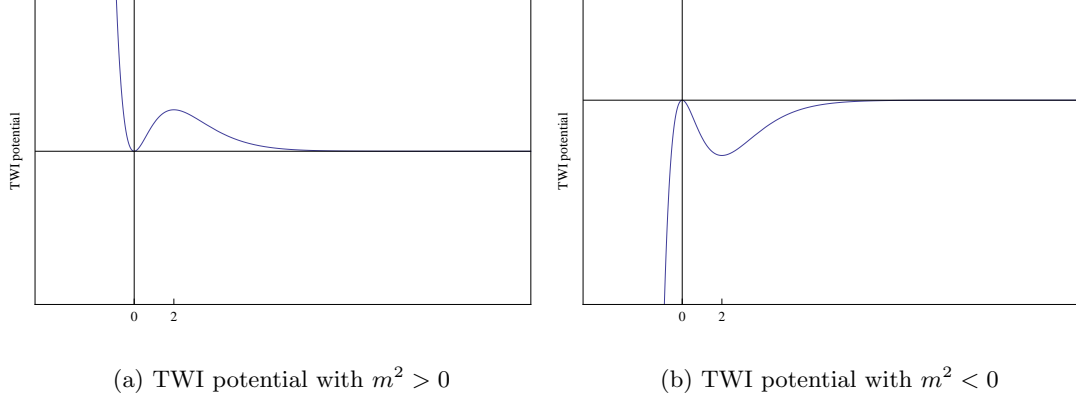 TWI potential
0 2
TWI potential
0 2
(a) TWI potential with $m^2 > 0$
(b) TWI potential with $m^2 < 0$